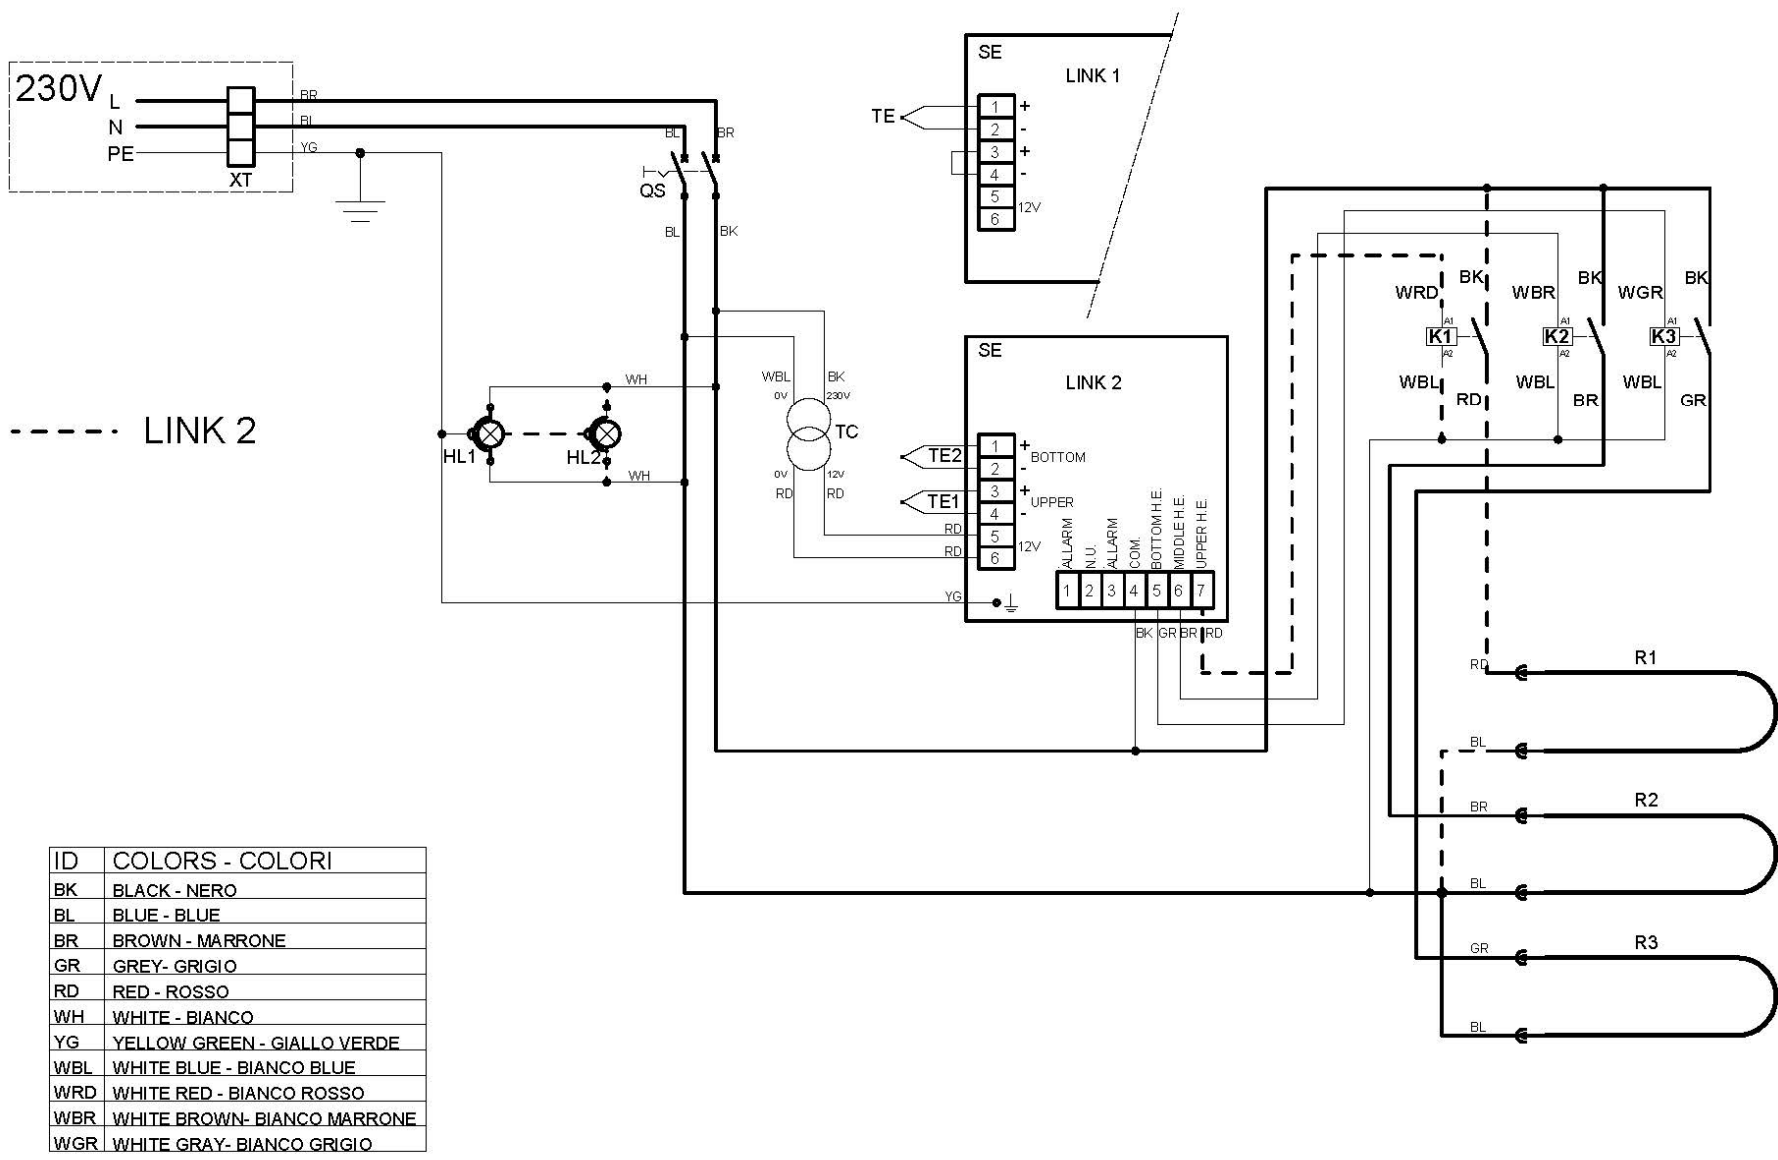 230V
L
N
PE
XT
BR
BL
YG
BL
BR
QS
BL
BK
SE
LINK 1
TE
1 +
2 -
3 +
4 -
5
12V
6
LINK 2
WH
HL1
HL2
WH
WBL
BK
0V
230V
TC
0V
12V
RD
RD
SE
LINK 2
TE2
1 +
BOTTOM
2 -
TE1
3 +
UPPER
4 -
RD
5
12V
RD
6
YG
ALLARM
N.U.
ALLARM
COM.
BOTTOM H.E.
MIDDLE H.E.
UPPER H.E.
1 2 3 4 5 6 7
BK GR BR RD
WRD
BK
WBR
BK
WGR
BK
A1
A1
A1
K1
K2
K3
A2
A2
A2
WBL
RD
WBL
BR
WBL
GR
RD
R1
BL
BR
R2
BL
GR
R3
BL
ID COLORS - COLORI
BK BLACK - NERO
BL BLUE - BLUE
BR BROWN - MARRONE
GR GREY- GRIGIO
RD RED - ROSSO
WH WHITE - BIANCO
YG YELLOW GREEN - GIALLO VERDE
WBL WHITE BLUE - BIANCO BLUE
WRD WHITE RED - BIANCO ROSSO
WBR WHITE BROWN- BIANCO MARRONE
WGR WHITE GRAY- BIANCO GRIGIO